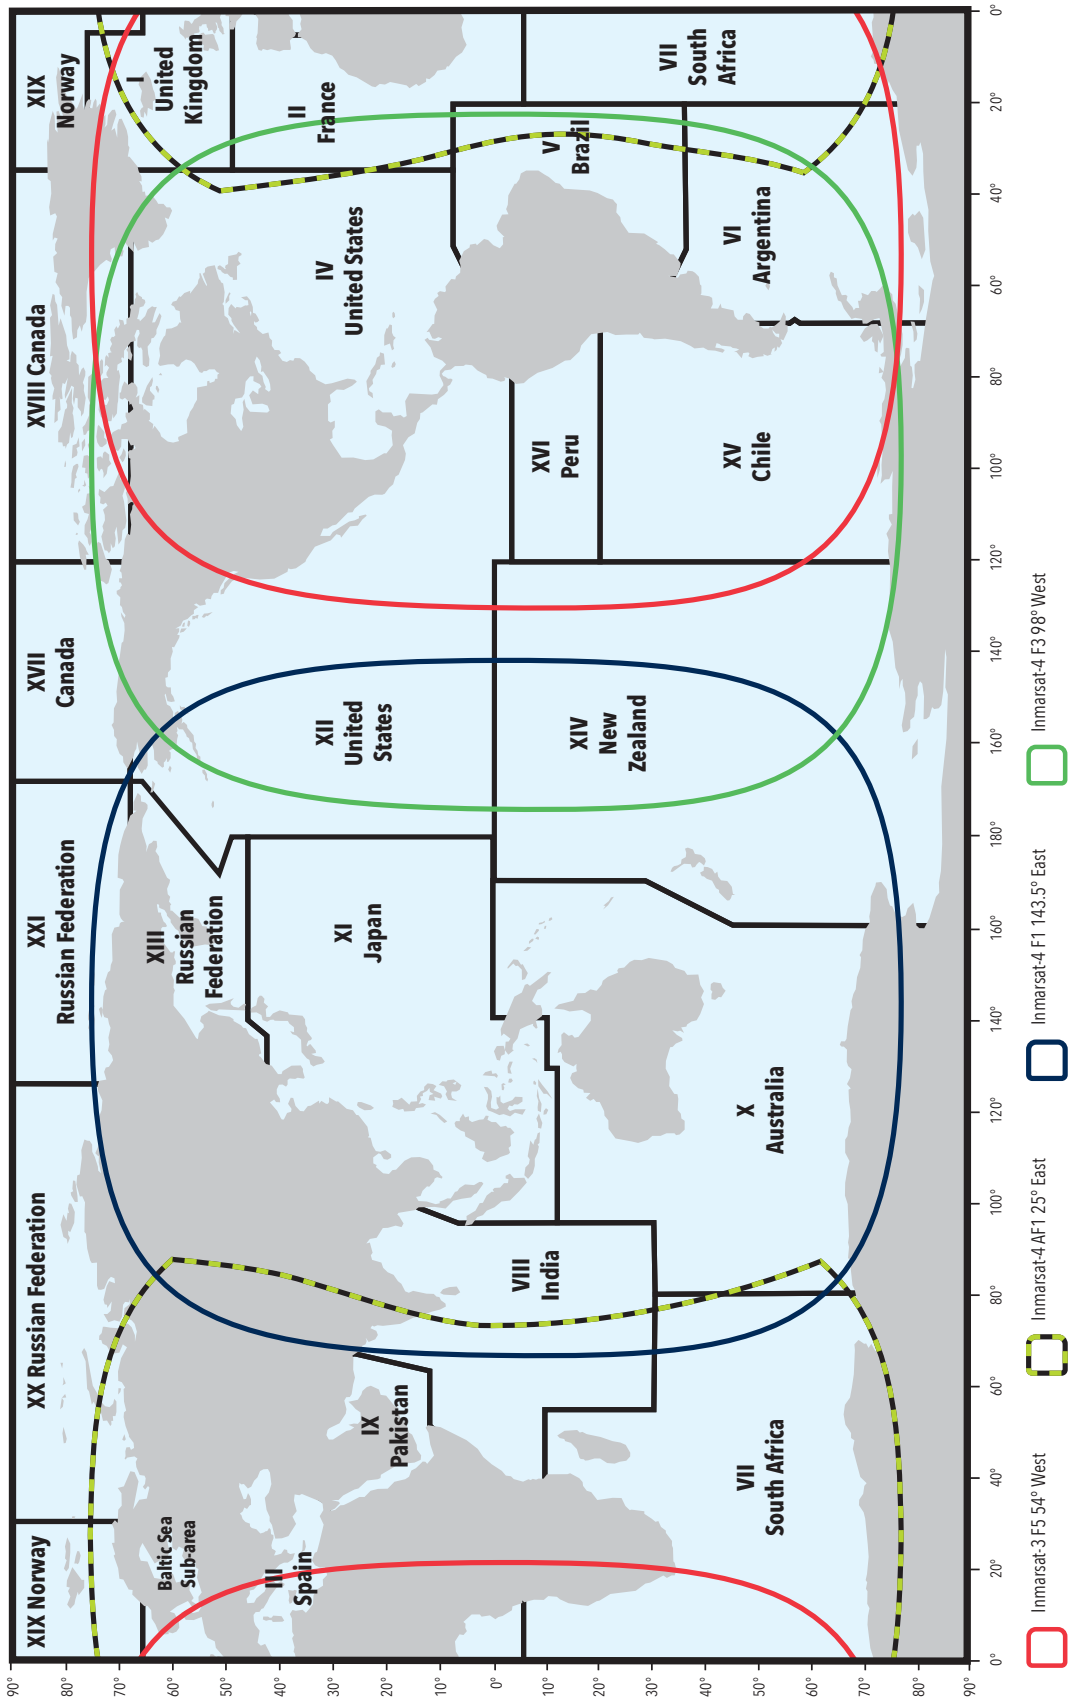 90°
80°
70°
60°
50°
40°
30°
20°
10°
0°
10°
20°
30°
40°
50°
60°
70°
80°
XIX Norway
XX Russian Federation
XXI
Russian Federation
XVII
Canada
XVIII Canada
XIX
Norway
Baltic Sea
Sub-area
XIII
Russian
Federation
I
United
Kingdom
III
Spain
IX
Pakistan
XI
Japan
XII
United
States
IV
United States
II
France
VIII
India
XIV
New
Zealand
XVI
Peru
V
Brazil
VII
South Africa
X
Australia
XV
Chile
VI
Argentina
VII
South
Africa
0°
20°
40°
60°
80°
100°
120°
140°
160°
180°
160°
140°
120°
100°
80°
60°
40°
20°
0°
Inmarsat-3 F5 54° West
Inmarsat-4 AF1 25° East
Inmarsat-4 F1 143.5° East
Inmarsat-4 F3 98° West